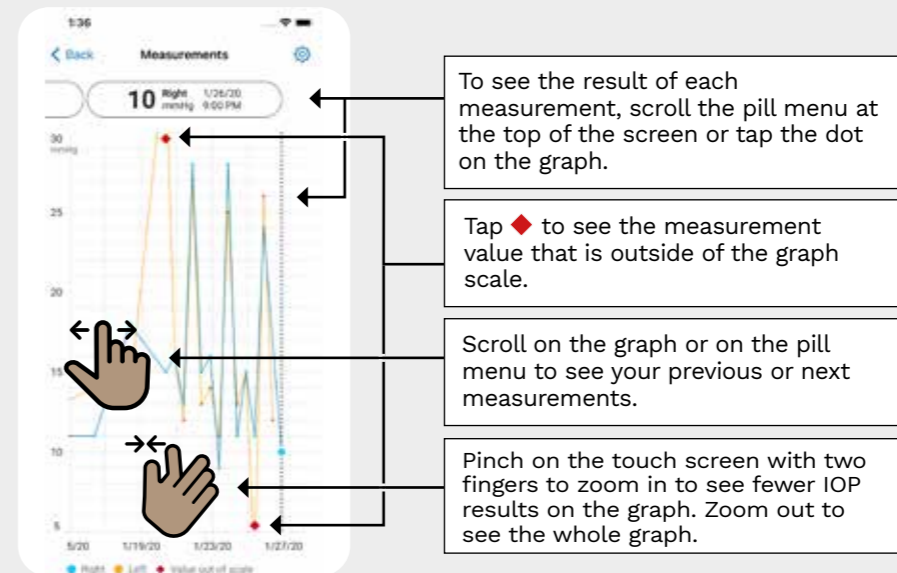 1:36
Back Measurements
10 Right 1/26/20
mmHg 9:00 PM
To see the result of each
measurement, scroll the pill menu at
the top of the screen or tap the dot
on the graph.
30
mmHg
25
Tap ◆ to see the measurement
value that is outside of the graph
scale.
20
Scroll on the graph or on the pill
menu to see your previous or next
measurements.
15
10
Pinch on the touch screen with two
fingers to zoom in to see fewer IOP
results on the graph. Zoom out to
see the whole graph.
5
5/20 1/19/20 1/23/20 1/27/20
Right Left Value out of scale